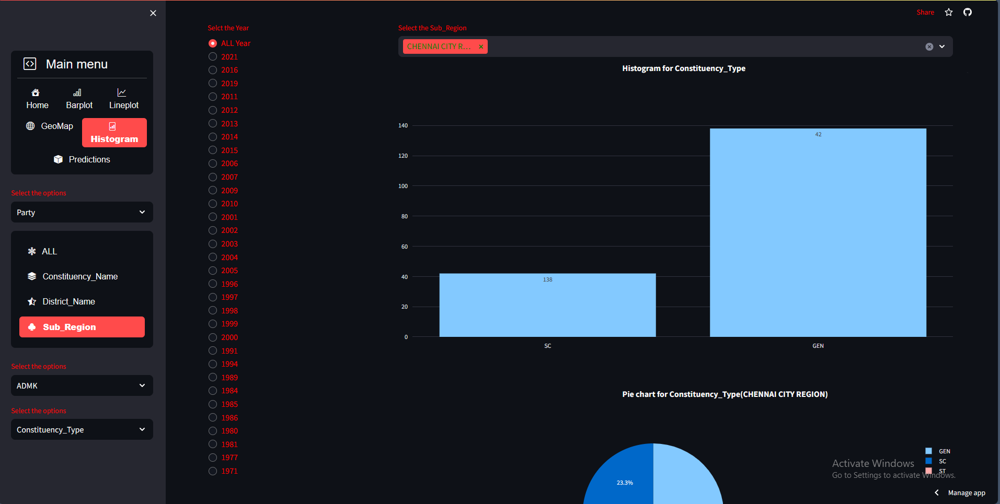 Main menu
Home
Barplot
Lineplot
GeoMap
Histogram
Predictions
Select the options
Party
ALL
Constituency_Name
District_Name
Sub_Region
Select the options
ADMK
Select the options
Constituency_Type
Share
Selct the Year
ALL Year
2021
2016
2019
2011
2012
2013
2014
2015
2006
2007
2009
2010
2001
2002
2003
2004
2005
1996
1997
1998
1999
2000
1991
1994
1989
1984
1985
1986
1980
1981
1977
1971
Select the Sub_Region
CHENNAI CITY R...
Histogram for Constituency_Type
140
120
100
80
60
40
20
0
138
42
SC
GEN
Pie chart for Constituency_Type(CHENNAI CITY REGION)
23.3%
GEN
SC
ST
Activate Windows
Go to Settings to activate Windows.
Manage app